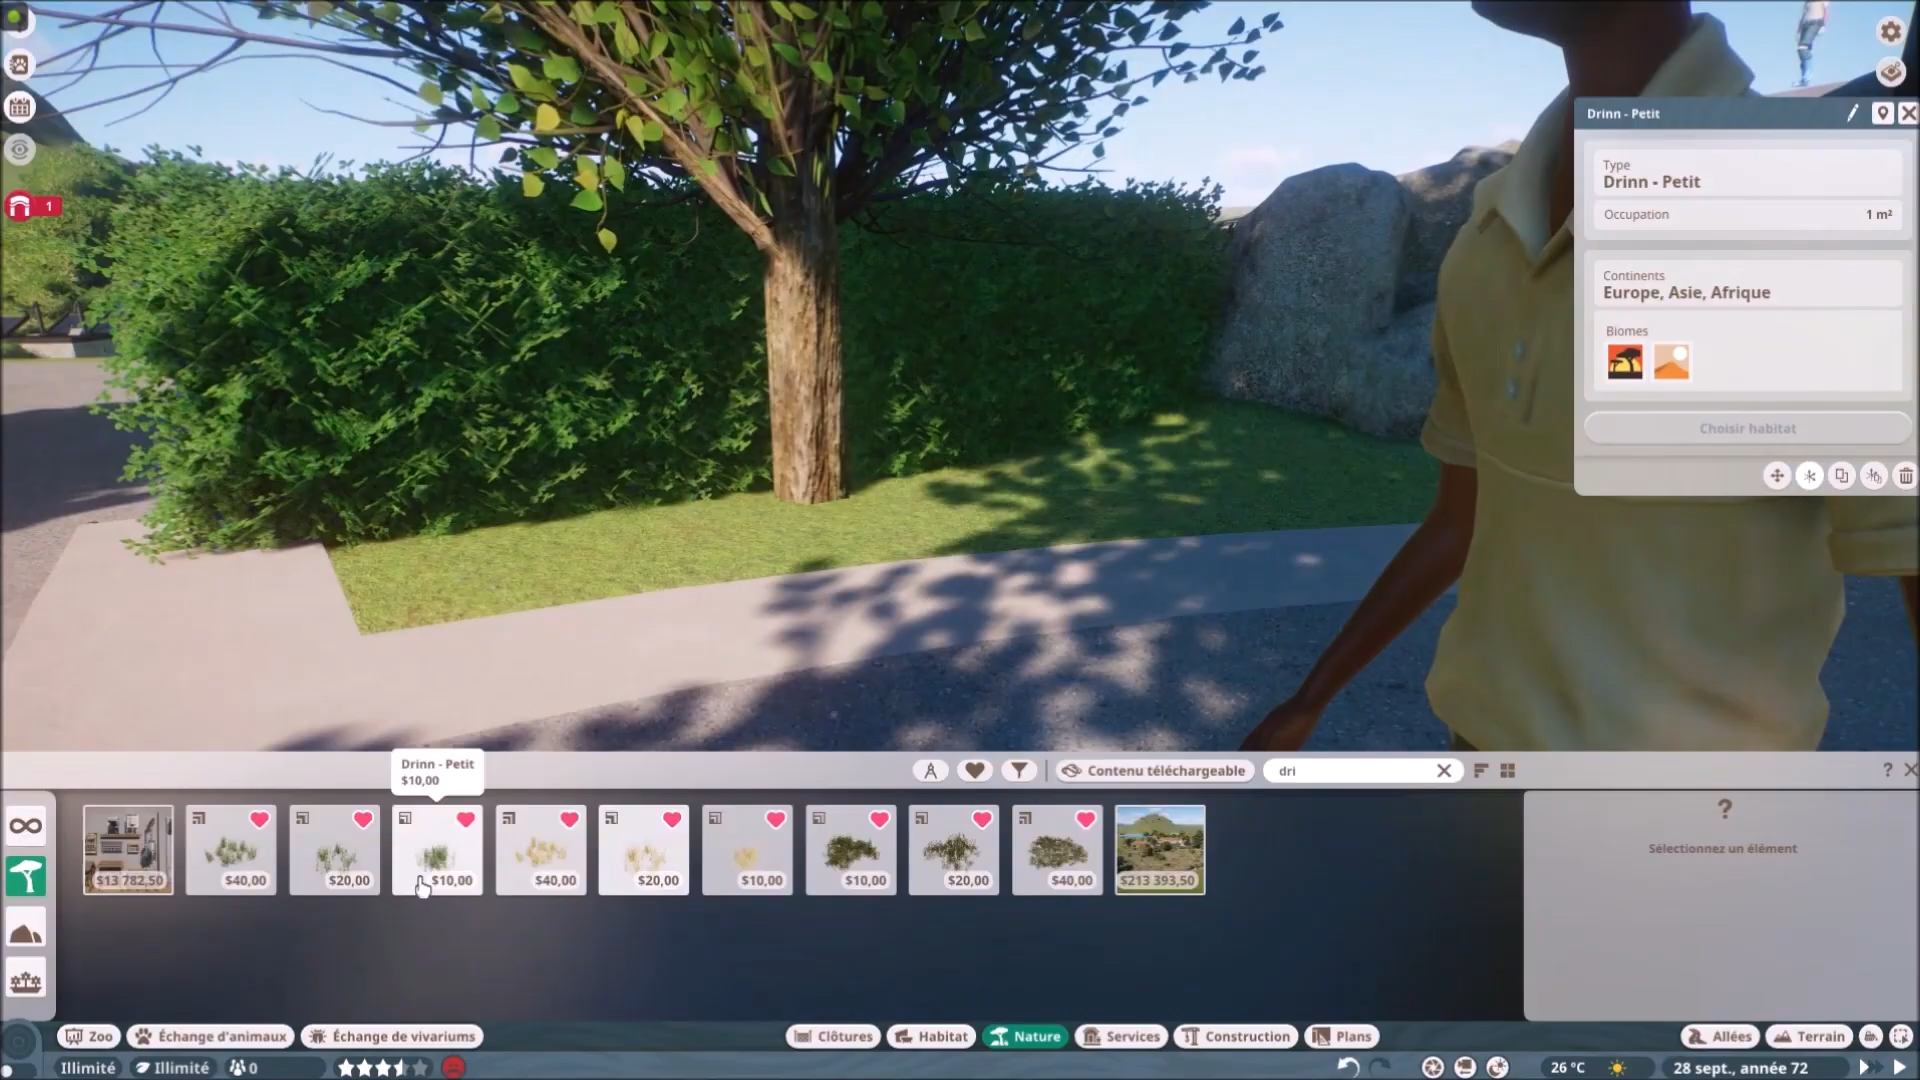 1
Drinn - Petit
Type
Drinn - Petit
Occupation 1 m²
Continents
Europe, Asie, Afrique
Biomes
Choisir habitat
Drinn - Petit
$10,00
Contenu téléchargeable
dri
?
$13 782,50
$40,00
$20,00
$10,00
$40,00
$20,00
$10,00
$10,00
$20,00
$40,00
$213 393,50
?
Sélectionnez un élément
Zoo
Échange d'animaux
Échange de vivariums
Clôtures
Habitat
Nature
Services
Construction
Plans
Allées
Terrain
Illimité
Illimité
0
26 °C
28 sept., année 72